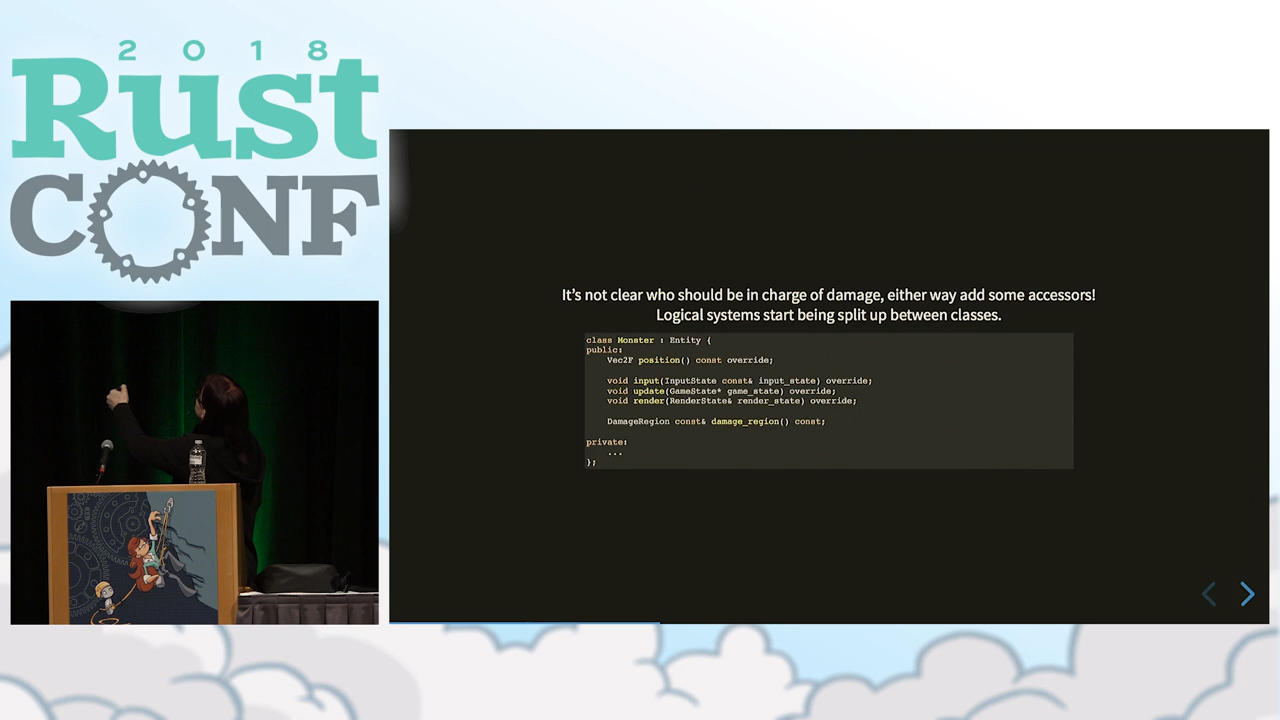 2018
Rust
CONF
It's not clear who should be in charge of damage, either way add some accessors!
Logical systems start being split up between classes.
class Monster : Entity {
public:
    Vec2F position() const override;
    void input(InputState const& input_state) override;
    void update(GameState* game_state) override;
    void render(RenderState& render_state) override;
    DamageRegion const& damage_region() const;
private:
    ...
};